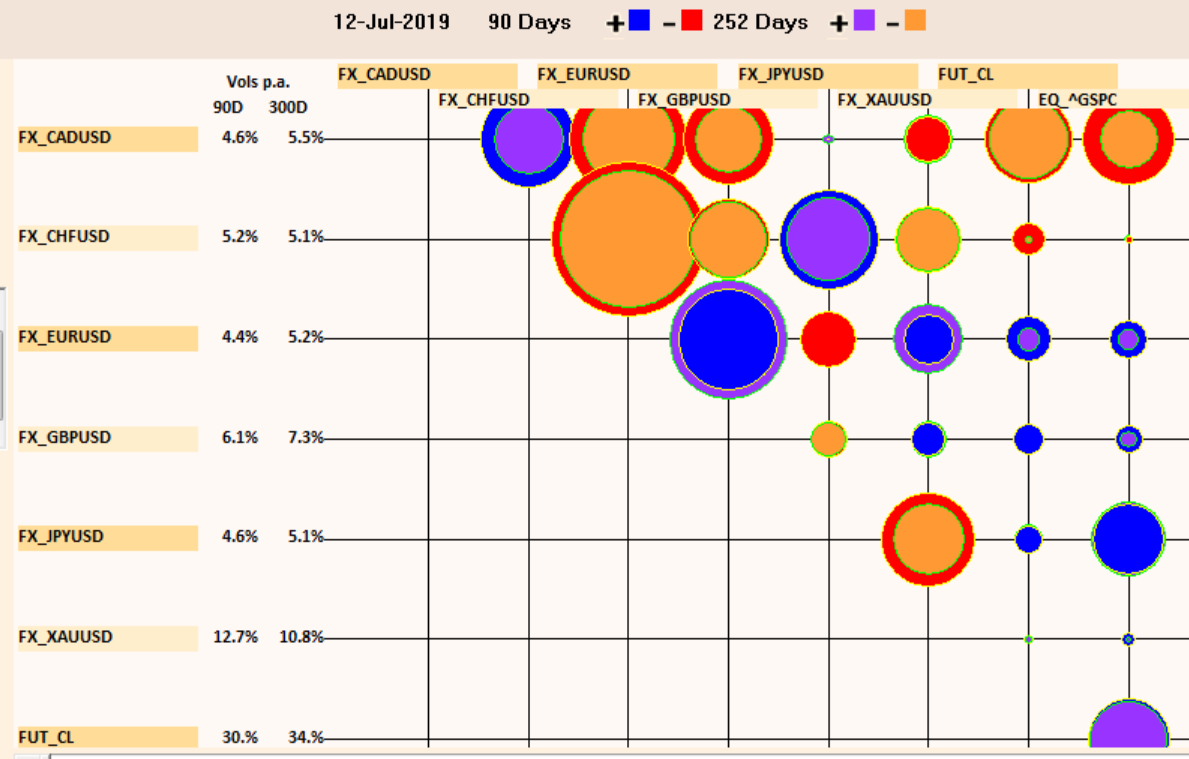 12-Jul-2019 90 Days + - 252 Days + -
FX_CADUSD FX_EURUSD FX_JPYUSD FUT_CL
Vols p.a.
FX_CHFUSD FX_GBPUSD FX_XAUUSD EQ_^GSPC
90D 300D
FX_CADUSD 4.6% 5.5%
FX_CHFUSD 5.2% 5.1%
FX_EURUSD 4.4% 5.2%
FX_GBPUSD 6.1% 7.3%
FX_JPYUSD 4.6% 5.1%
FX_XAUUSD 12.7% 10.8%
FUT_CL 30.% 34.%